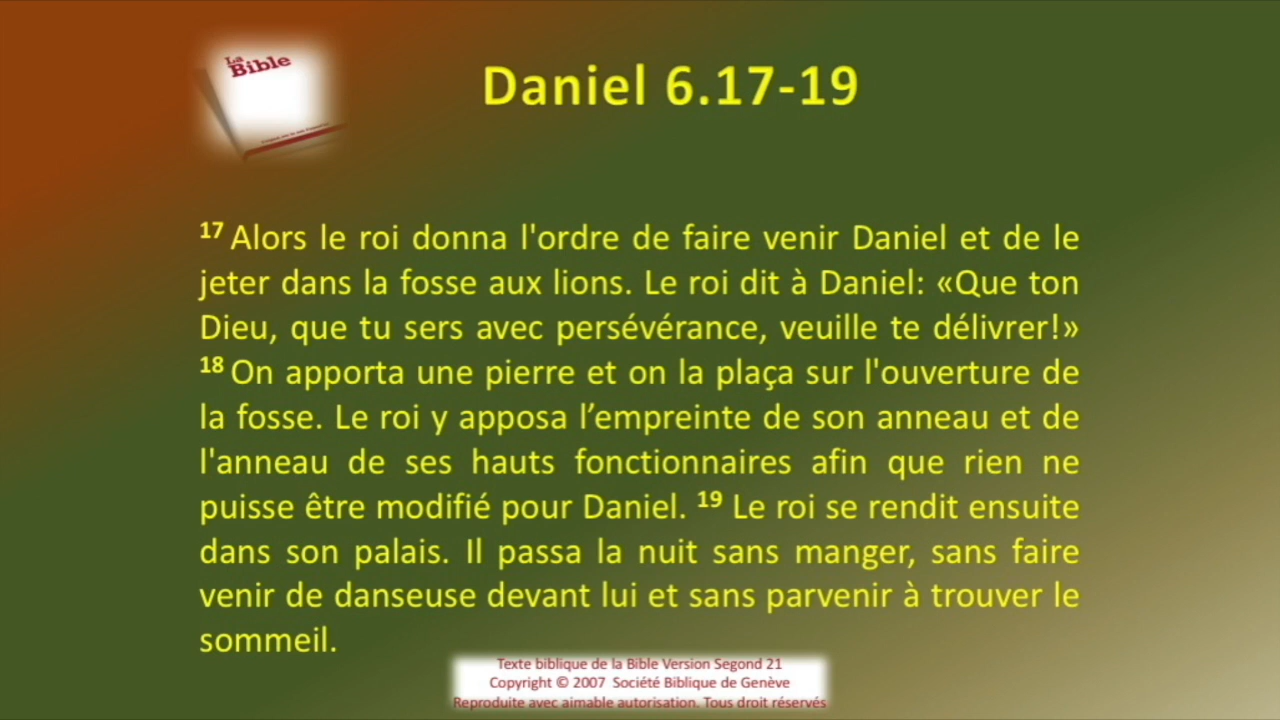 La
Bible
Daniel 6.17-19
17 Alors le roi donna l'ordre de faire venir Daniel et de le
jeter dans la fosse aux lions. Le roi dit à Daniel: «Que ton
Dieu, que tu sers avec persévérance, veuille te délivrer!»
18 On apporta une pierre et on la plaça sur l'ouverture de
la fosse. Le roi y apposa l’empreinte de son anneau et de
l'anneau de ses hauts fonctionnaires afin que rien ne
puisse être modifié pour Daniel. 19 Le roi se rendit ensuite
dans son palais. Il passa la nuit sans manger, sans faire
venir de danseuse devant lui et sans parvenir à trouver le
sommeil.
Texte biblique de la Bible Version Segond 21
Copyright © 2007 Société Biblique de Genève
Reproduite avec aimable autorisation. Tous droit réservés